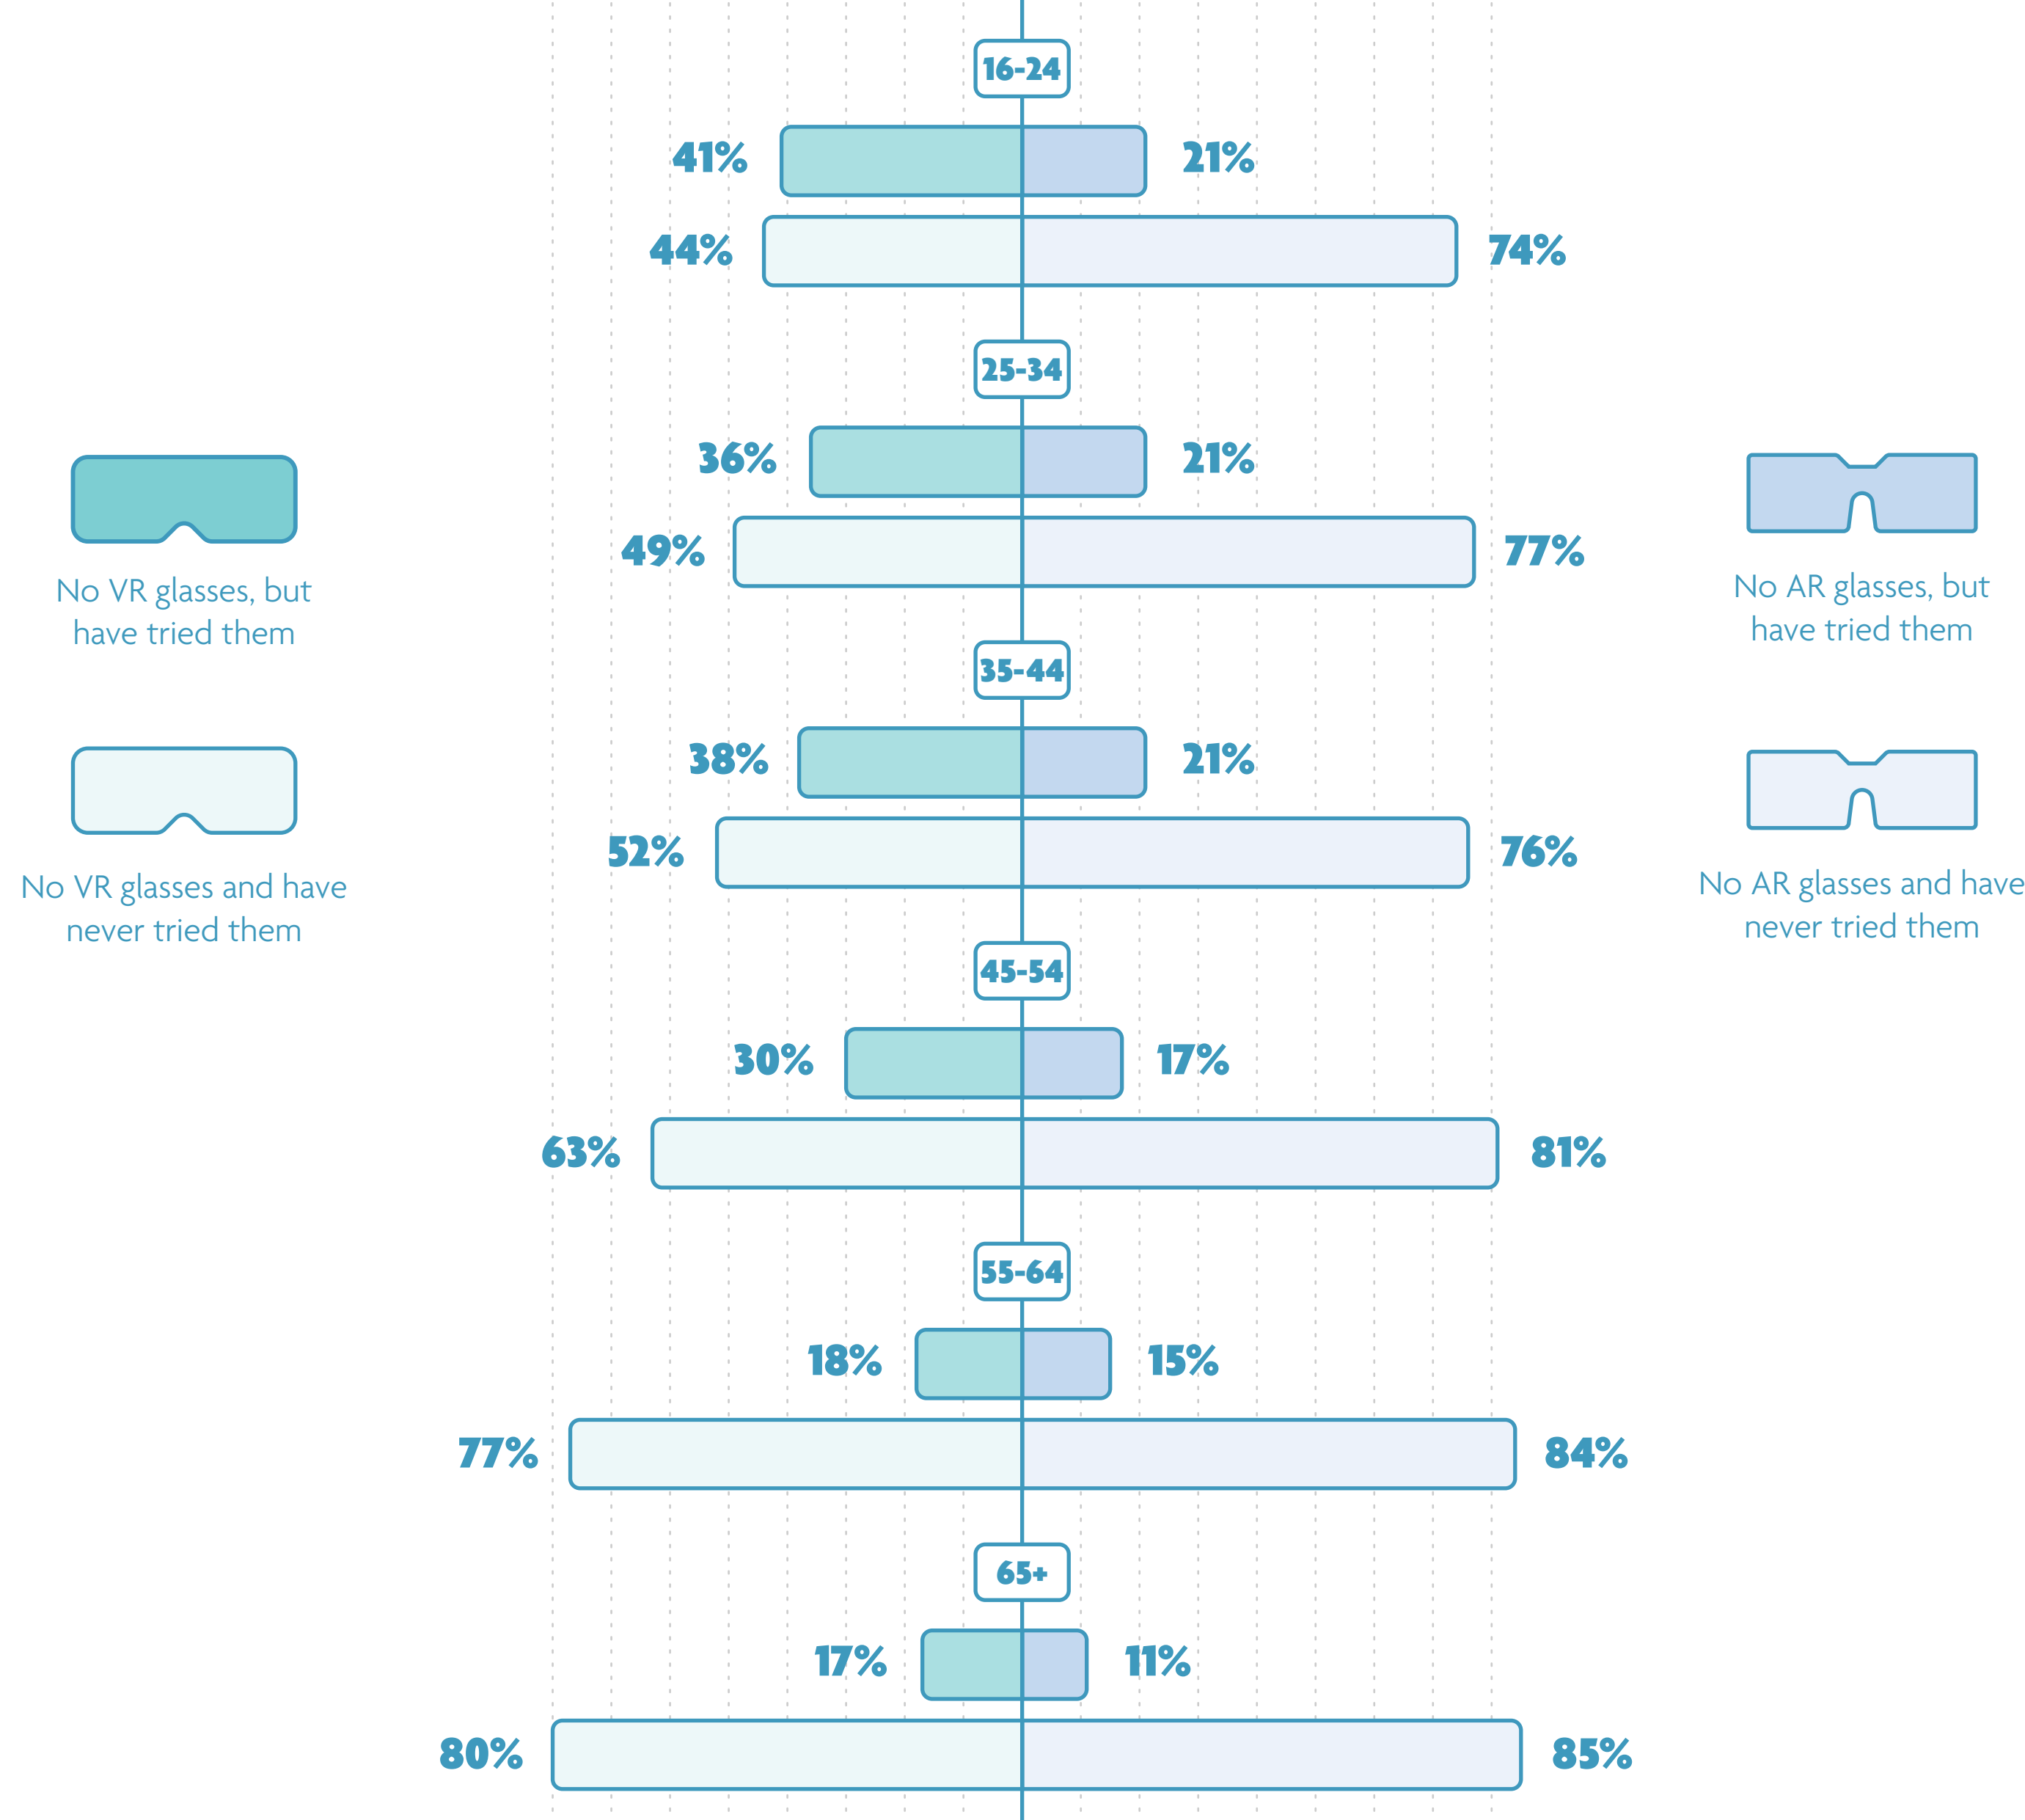 16-24
41% 21%
44% 74%
25-34
36% 21%
49% 77%
No VR glasses, but
have tried them
No AR glasses, but
have tried them
35-44
38% 21%
52% 76%
No VR glasses and have
never tried them
No AR glasses and have
never tried them
45-54
30% 17%
63% 81%
55-64
18% 15%
77% 84%
65+
17% 11%
80% 85%